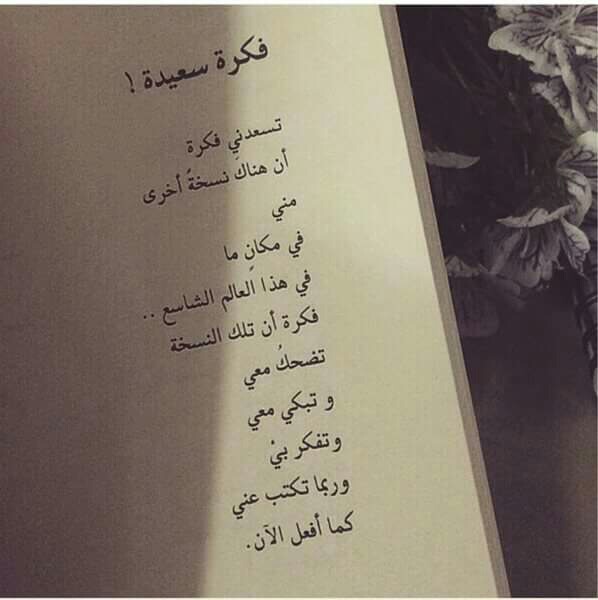 فكرة سعيدة !
تسعدني فكرة
أن هناك نسخةً أخرى
مني
في مكانٍ ما
في هذا العالم الشاسع ..
فكرة أن تلك النسخة
تضحكُ معي
و تبكي معي
وتفكر بيْ
وربما تكتب عني
كما أفعل الآن.